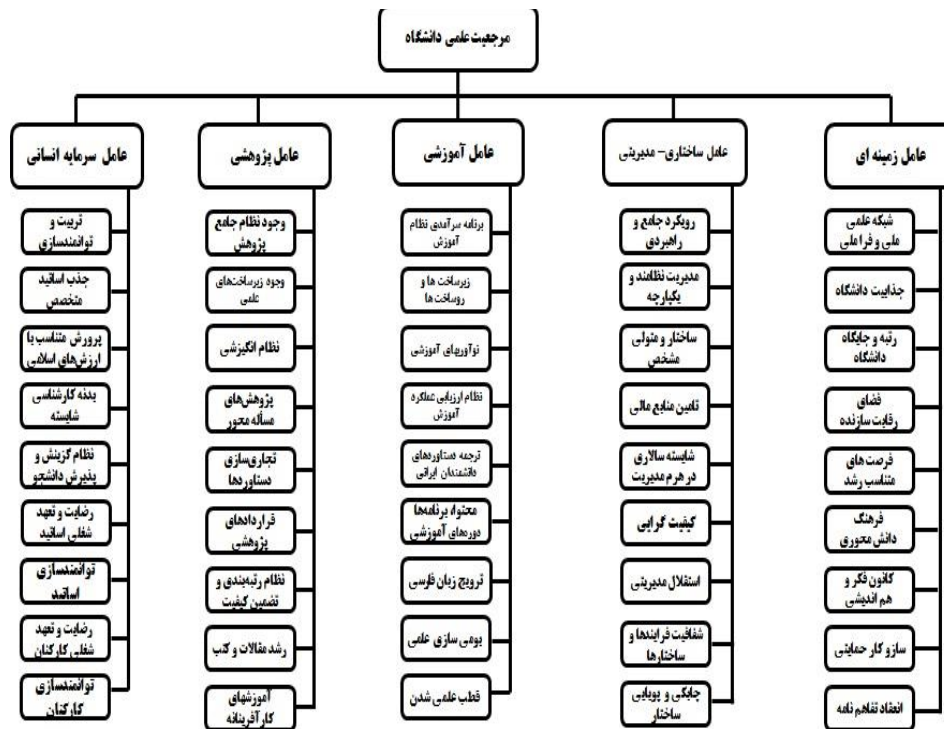 مرجعیت علمی دانشگاه
عامل زمینه ای
شبکه علمی
ملی و فرا ملی
جذابیت دانشگاه
رتبه و جایگاه
دانشگاه
فضای
رقابت سازنده
فرصت های
متناسب رشد
فرهنگ
دانش محوری
کانون فکر و
هم اندیشی
سازو کار حمایتی
انعقاد تفاهم نامه
عامل ساختاری- مدیریتی
رویکرد جامع و
راهبردی
مدیریت نظامند و
یکپارچه
ساختار و متولی
مشخص
تامین منابع مالی
شایسته سالاری
در هرم مدیریت
کیفیت گرایی
استقلال مدیریتی
شفافیت فرایندها و
ساختارها
چابکی و پویایی
ساختار
عامل آموزشی
برنامه سرآمدی نظام
آموزش
زیرساخت ها و
روساخت ها
نوآوریهای آموزشی
نظام ارزیابی عملکرد
آموزش
ترجمه دستاوردهای
دانشمندان ایرانی
محتوا، برنامه‌ها
دوره‌های آموزشی
ترویج زبان فارسی
بومی سازی علمی
قطب علمی شدن
عامل پژوهشی
وجود نظام جامع
پژوهش
وجود زیرساخت‌های
علمی
نظام انگیزشی
پژوهش‌های
مسأله محور
تجاری‌سازی
دستاوردها
قراردادهای
پژوهشی
نظام رتبه‌بندی و
تضمین کیفیت
رشد مقالات و کتب
آموزشهای
کارآفرینانه
عامل سرمایه انسانی
تربیت و
توانمندسازی
جذب اساتید
متخصص
پرورش متناسب با
ارزش‌های اسلامی
بدنه کارشناسی
شایسته
نظام گزینش و
پذیرش دانشجو
رضایت و تعهد
شغلی اساتید
توانمندسازی
اساتید
رضایت و تعهد
شغلی کارکنان
توانمندسازی
کارکنان